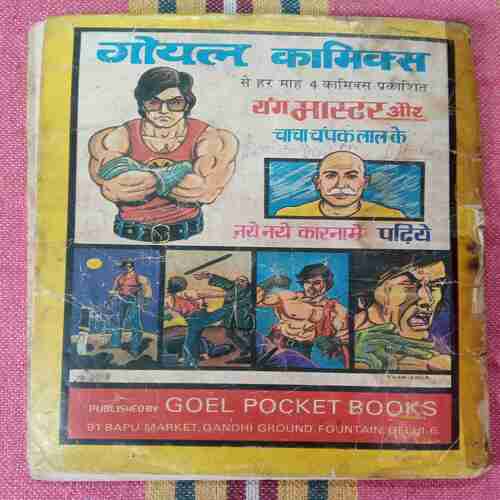 गोयल कामिक्स
से हर माह 4 कामिक्स प्रकाशित
यंग मास्टर और
चाचा चंपक लाल के
नये नये कारनामे पढ़िये
PUBLISHED BY GOEL POCKET BOOKS
91 BAPU MARKET, GANDHI GROUND, FOUNTAIN, DELHI-6